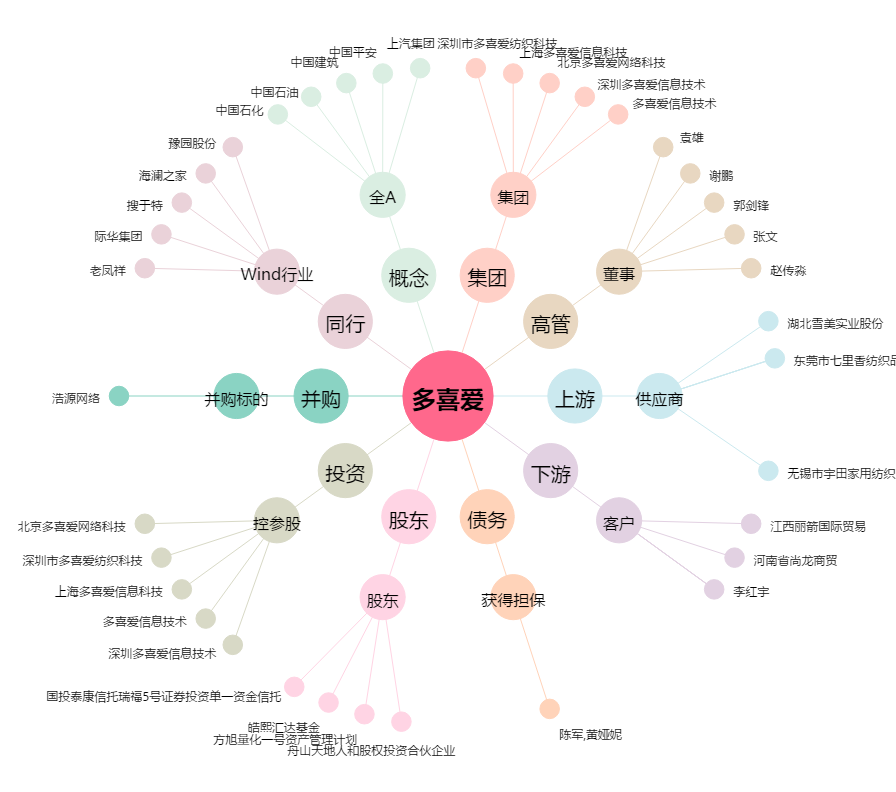 上汽集团
深圳市多喜爱纺织科技
中国平安
上海多喜爱信息科技
中国建筑
北京多喜爱网络科技
中国石油
深圳多喜爱信息技术
中国石化
多喜爱信息技术
豫园股份
袁雄
海澜之家
谢鹏
全A
集团
搜于特
郭剑锋
际华集团
张文
老凤祥
Wind行业
概念
集团
董事
赵传淼
同行
高管
湖北雪美实业股份
东莞市七里香纺织品
浩源网络
并购标的
并购
多喜爱
上游
供应商
投资
下游
无锡市宇田家用纺织
北京多喜爱网络科技
控参股
股东
债务
客户
江西丽箭国际贸易
深圳市多喜爱纺织科技
河南省尚龙商贸
上海多喜爱信息科技
李红宇
股东
获得担保
多喜爱信息技术
深圳多喜爱信息技术
国投泰康信托瑞福5号证券投资单一资金信托
皓熙汇达基金
陈军,黄娅妮
方旭量化一号资产管理计划
舟山天地人和股权投资合伙企业